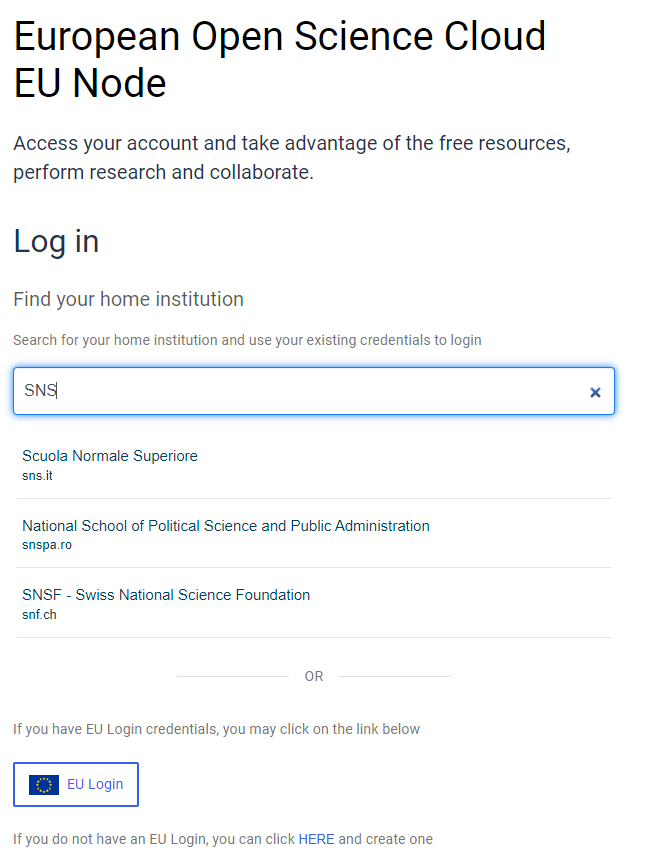 European Open Science Cloud
EU Node
Access your account and take advantage of the free resources,
perform research and collaborate.
Log in
Find your home institution
Search for your home institution and use your existing credentials to login
SNS
Scuola Normale Superiore
sns.it
National School of Political Science and Public Administration
snspa.ro
SNSF - Swiss National Science Foundation
snf.ch
OR
If you have EU Login credentials, you may click on the link below
EU Login
If you do not have an EU Login, you can click HERE and create one